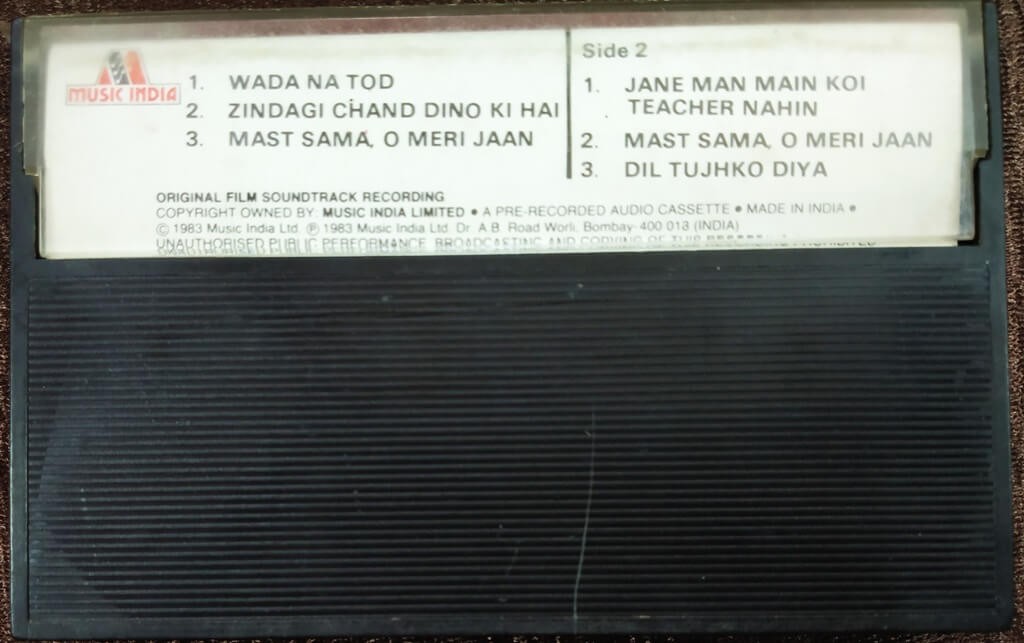 MUSIC INDIA
1. WADA NA TOD
2. ZINDAGI CHAND DINO KI HAI
3. MAST SAMA, O MERI JAAN
Side 2
1. JANE MAN MAIN KOI
TEACHER NAHIN
2. MAST SAMA, O MERI JAAN
3. DIL TUJHKO DIYA
ORIGINAL FILM SOUNDTRACK RECORDING
COPYRIGHT OWNED BY: MUSIC INDIA LIMITED • A PRE-RECORDED AUDIO CASSETTE • MADE IN INDIA •
© 1983 Music India Ltd. ℗ 1983 Music India Ltd. Dr. A.B. Road Worli, Bombay-400 013 (INDIA)
UNAUTHORISED PUBLIC PERFORMANCE BROADCASTING AND COPYING OF THIS RECORDING PROHIBITED